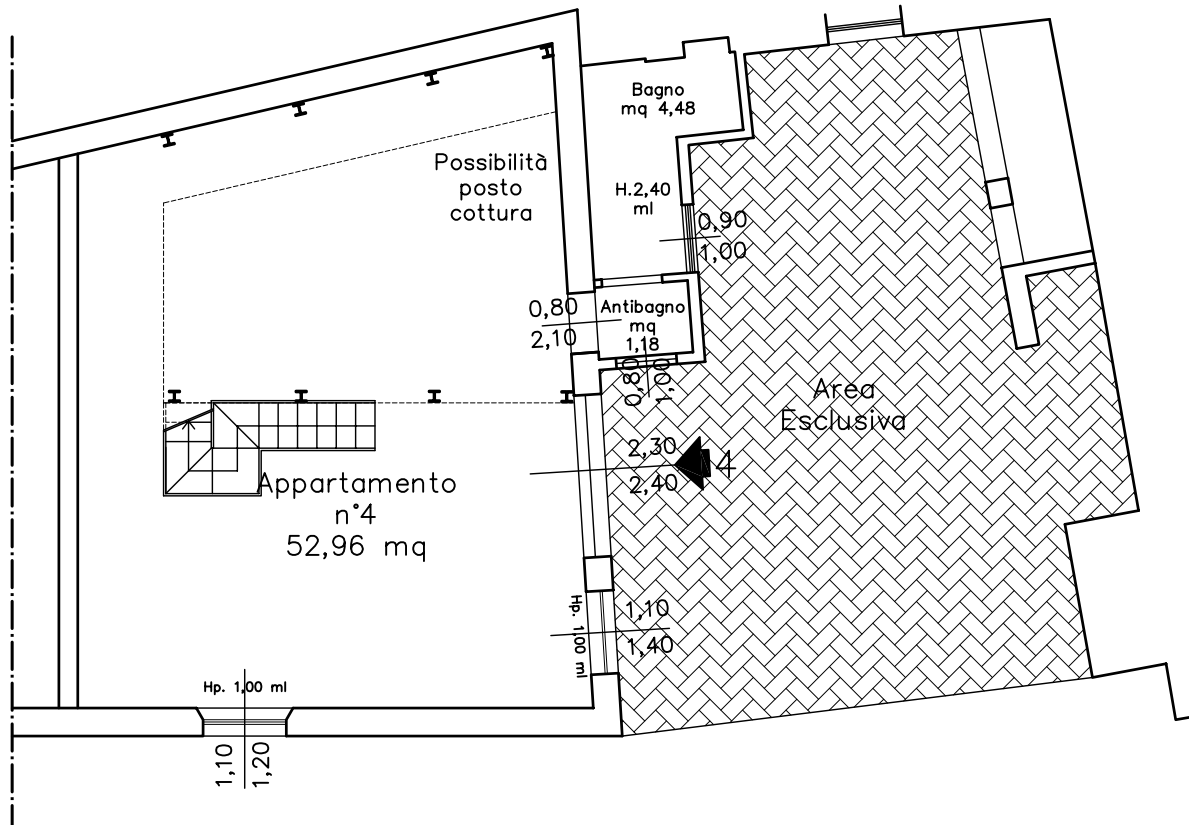 Bagno
mq 4,48
Possibilità
posto
cottura
H.2,40
ml
0,90
1,00
0,80
2,10
Antibagno
mq
1,18
0,80
1,00
Area
Esclusiva
2,30
2,40
4
Appartamento
n°4
52,96 mq
Hp. 1,00 ml
1,10
1,40
Hp. 1,00 ml
1,10
1,20